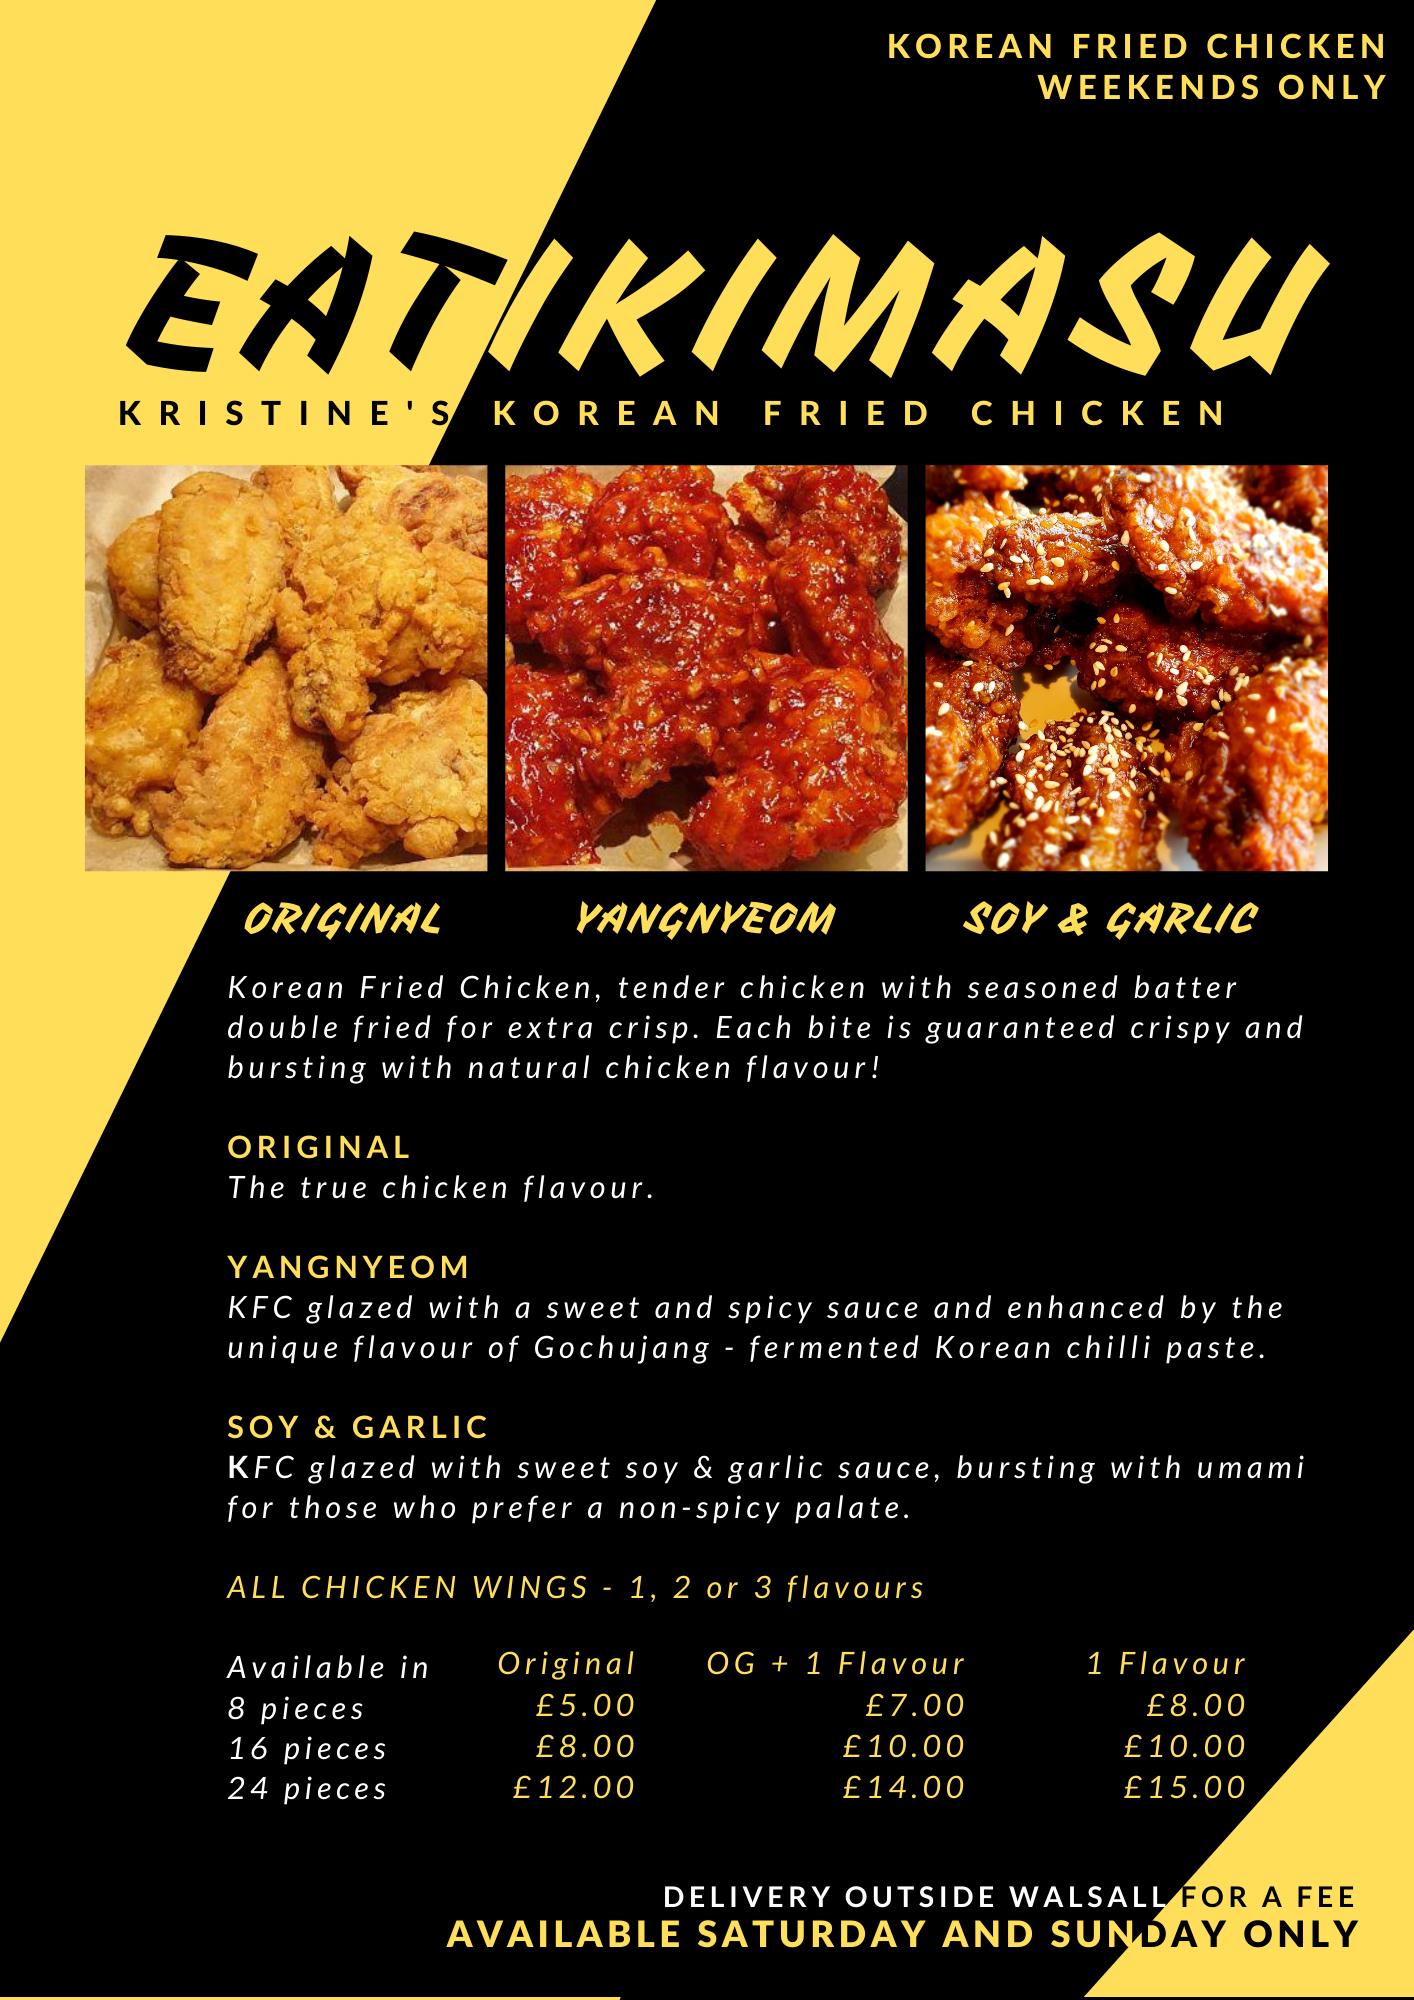 KOREAN FRIED CHICKEN
WEEKENDS ONLY
EATIKIMASU
KRISTINE'S KOREAN FRIED CHICKEN
ORIGINAL YANGNYEOM SOY & GARLIC
Korean Fried Chicken, tender chicken with seasoned batter
double fried for extra crisp. Each bite is guaranteed crispy and
bursting with natural chicken flavour!
ORIGINAL
The true chicken flavour.
YANGNYEOM
KFC glazed with a sweet and spicy sauce and enhanced by the
unique flavour of Gochujang - fermented Korean chilli paste.
SOY & GARLIC
KFC glazed with sweet soy & garlic sauce, bursting with umami
for those who prefer a non-spicy palate.
ALL CHICKEN WINGS - 1, 2 or 3 flavours
Available in Original OG + 1 Flavour 1 Flavour
8 pieces £5.00 £7.00 £8.00
16 pieces £8.00 £10.00 £10.00
24 pieces £12.00 £14.00 £15.00
DELIVERY OUTSIDE WALSALL FOR A FEE
AVAILABLE SATURDAY AND SUNDAY ONLY